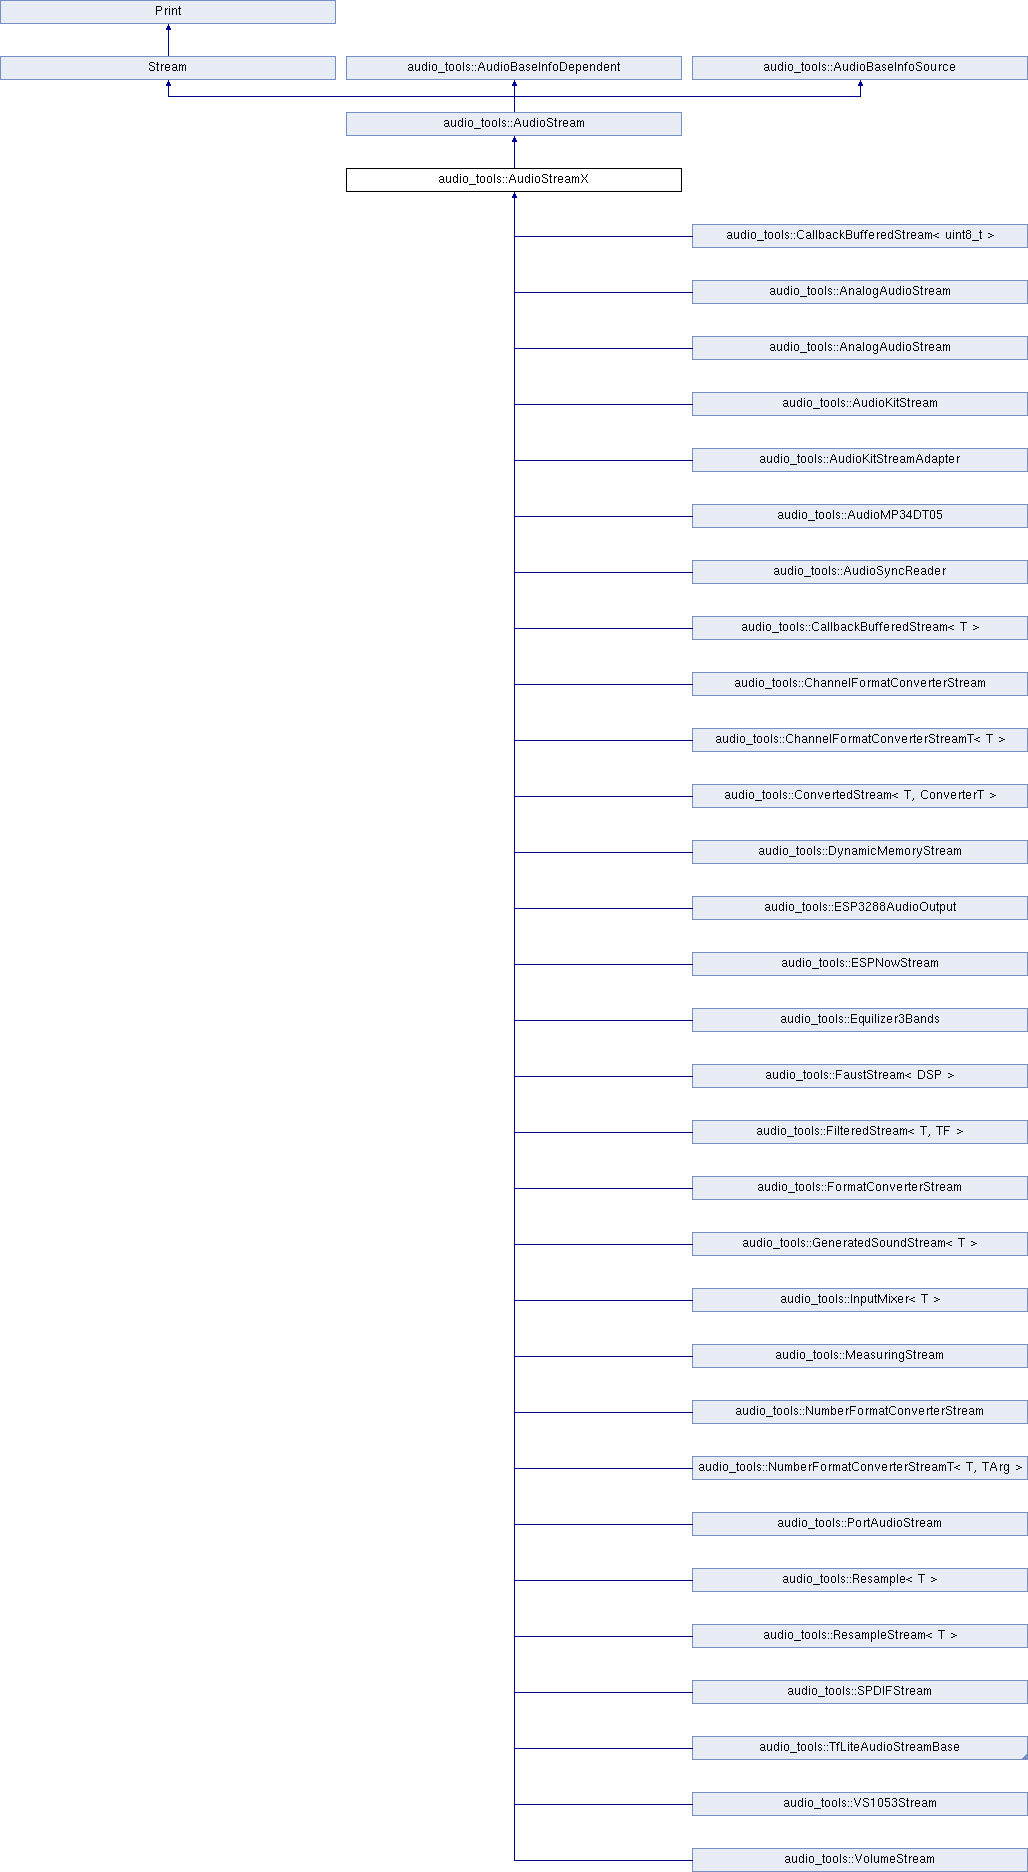 Print
Stream
audio_tools::AudioBaseInfoDependent
audio_tools::AudioBaseInfoSource
audio_tools::AudioStream
audio_tools::AudioStreamX
audio_tools::CallbackBufferedStream< uint8_t >
audio_tools::AnalogAudioStream
audio_tools::AnalogAudioStream
audio_tools::AudioKitStream
audio_tools::AudioKitStreamAdapter
audio_tools::AudioMP34DT05
audio_tools::AudioSyncReader
audio_tools::CallbackBufferedStream< T >
audio_tools::ChannelFormatConverterStream
audio_tools::ChannelFormatConverterStreamT< T >
audio_tools::ConvertedStream< T, ConverterT >
audio_tools::DynamicMemoryStream
audio_tools::ESP3288AudioOutput
audio_tools::ESPNowStream
audio_tools::Equilizer3Bands
audio_tools::FaustStream< DSP >
audio_tools::FilteredStream< T, TF >
audio_tools::FormatConverterStream
audio_tools::GeneratedSoundStream< T >
audio_tools::InputMixer< T >
audio_tools::MeasuringStream
audio_tools::NumberFormatConverterStream
audio_tools::NumberFormatConverterStreamT< T, TArg >
audio_tools::PortAudioStream
audio_tools::Resample< T >
audio_tools::ResampleStream< T >
audio_tools::SPDIFStream
audio_tools::TfLiteAudioStreamBase
audio_tools::VS1053Stream
audio_tools::VolumeStream